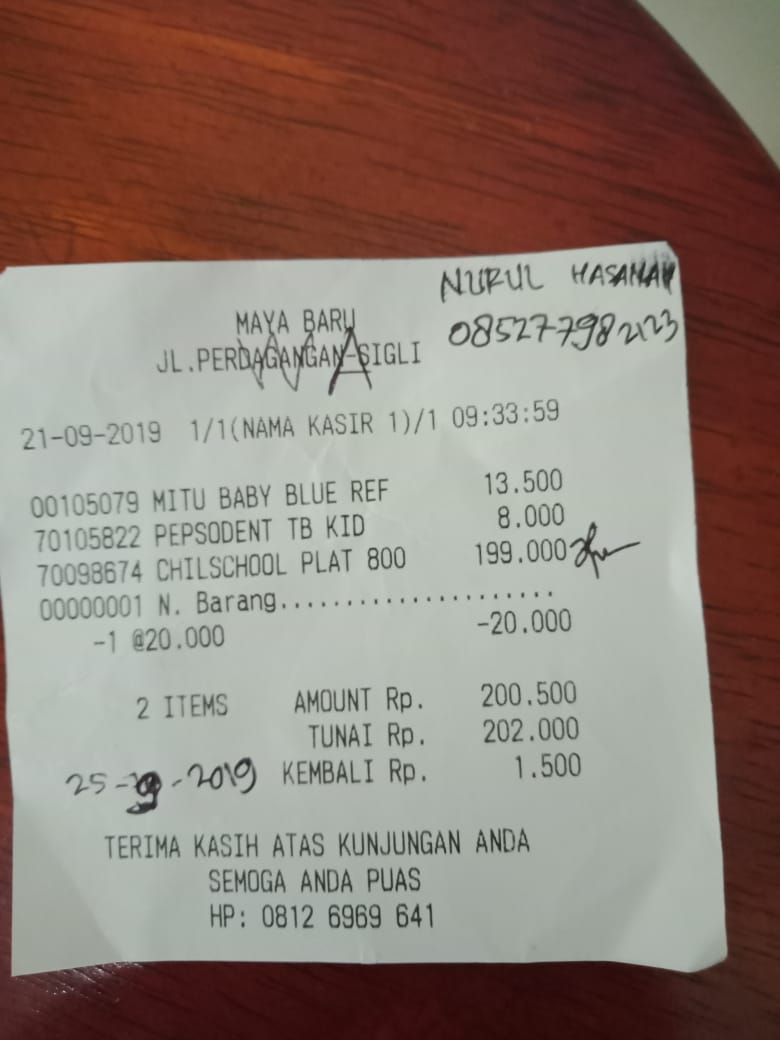 NURUL HASANAH
085277982123
MAYA BARU
JL.PERDAGANGAN-SIGLI
21-09-2019 1/1(NAMA KASIR 1)/1 09:33:59
00105079 MITU BABY BLUE REF 13.500
70105822 PEPSODENT TB KID 8.000
70098674 CHILSCHOOL PLAT 800 199.000
00000001 N. Barang.....................
-1 @20.000 -20.000
2 ITEMS AMOUNT Rp. 200.500
TUNAI Rp. 202.000
25-9-2019 KEMBALI Rp. 1.500
TERIMA KASIH ATAS KUNJUNGAN ANDA
SEMOGA ANDA PUAS
HP: 0812 6969 641